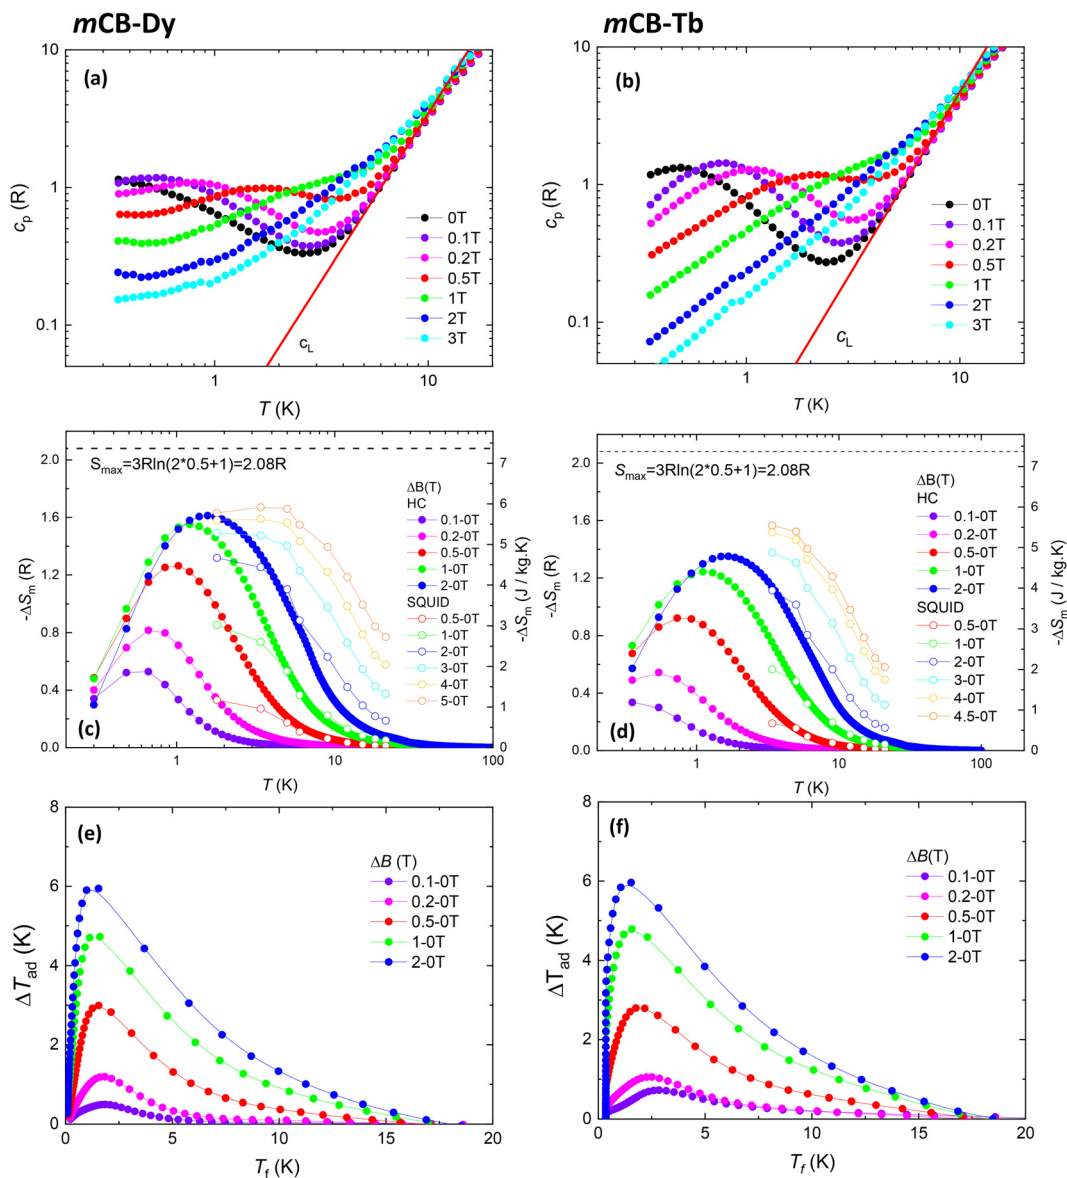 mCB-Dy
mCB-Tb
(a)
10
1
0.1
cp (R)
0T
0.1T
0.2T
0.5T
1T
2T
3T
cL
1
10
T (K)
(b)
10
1
0.1
cp (R)
0T
0.1T
0.2T
0.5T
1T
2T
3T
cL
1
10
T (K)
2.0
1.6
1.2
0.8
0.4
0.0
-ΔSm (R)
Smax=3Rln(2*0.5+1)=2.08R
ΔB(T)
HC
0.1-0T
0.2-0T
0.5-0T
1-0T
2-0T
SQUID
0.5-0T
1-0T
2-0T
3-0T
4-0T
5-0T
(c)
7
6
5
4
3
2
1
0
-ΔSm (J / kg.K)
1
10
100
T (K)
2.0
1.6
1.2
0.8
0.4
0.0
-ΔSm (R)
Smax=3Rln(2*0.5+1)=2.08R
ΔB(T)
HC
0.1-0T
0.2-0T
0.5-0T
1-0T
2-0T
SQUID
0.5-0T
1-0T
2-0T
3-0T
4-0T
4.5-0T
(d)
7
6
5
4
3
2
1
0
-ΔSm (J / kg.K)
1
10
100
T (K)
8
6
4
2
0
ΔTad (K)
(e)
ΔB (T)
0.1-0T
0.2-0T
0.5-0T
1-0T
2-0T
0
5
10
15
20
Tf (K)
8
6
4
2
0
ΔTad (K)
(f)
ΔB(T)
0.1-0T
0.2-0T
0.5-0T
1-0T
2-0T
0
5
10
15
20
Tf (K)